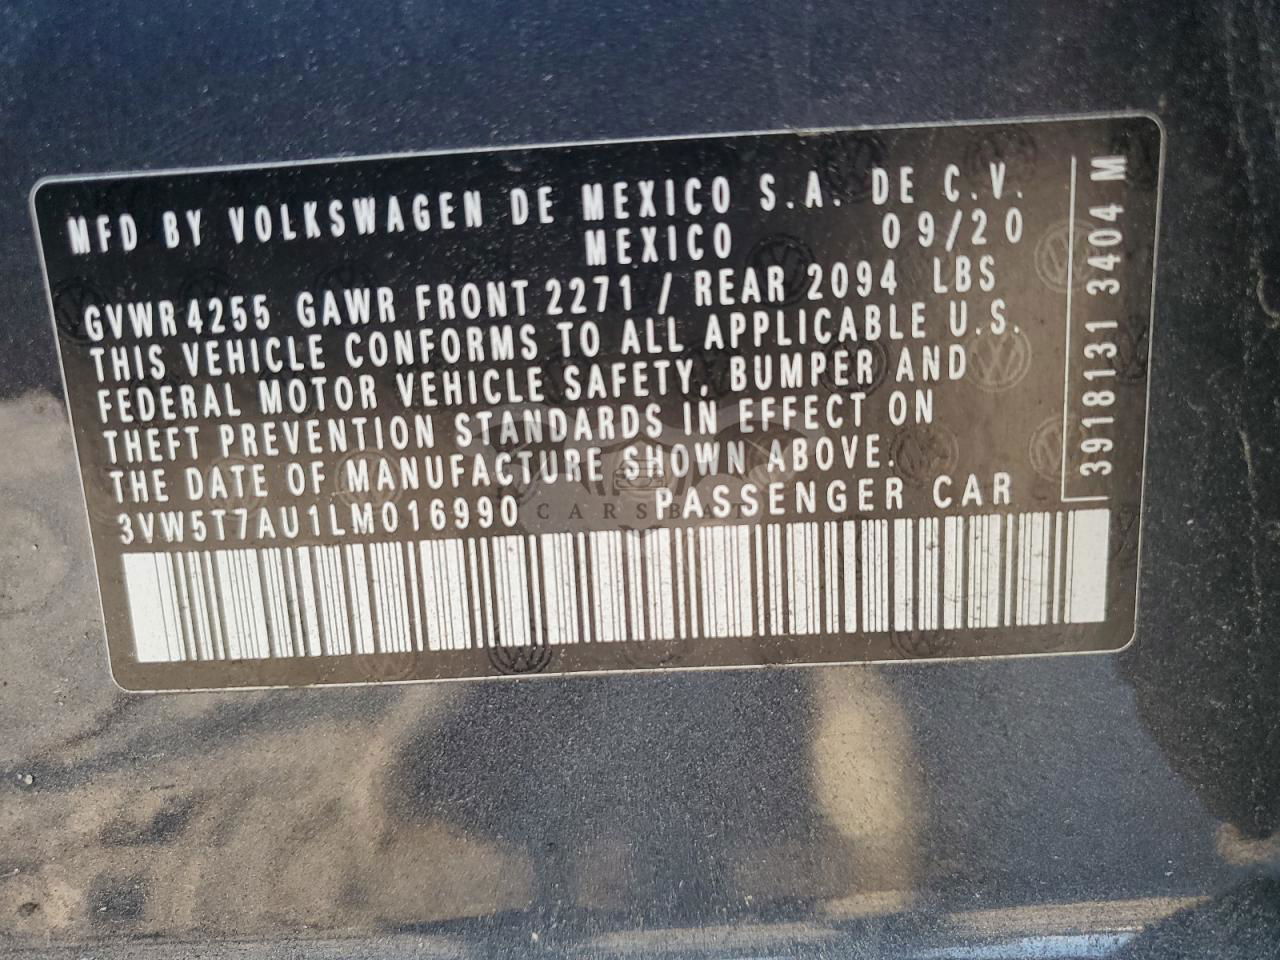 MFD BY VOLKSWAGEN DE MEXICO S.A. DE C.V.
MEXICO 09/20
GVWR 4255 GAWR FRONT 2271 / REAR 2094 LBS
THIS VEHICLE CONFORMS TO ALL APPLICABLE U.S.
FEDERAL MOTOR VEHICLE SAFETY, BUMPER AND
THEFT PREVENTION STANDARDS IN EFFECT ON
THE DATE OF MANUFACTURE SHOWN ABOVE.
3VW5T7AU1LM016990 PASSENGER CAR
3918131 3404 M
CARSBAT